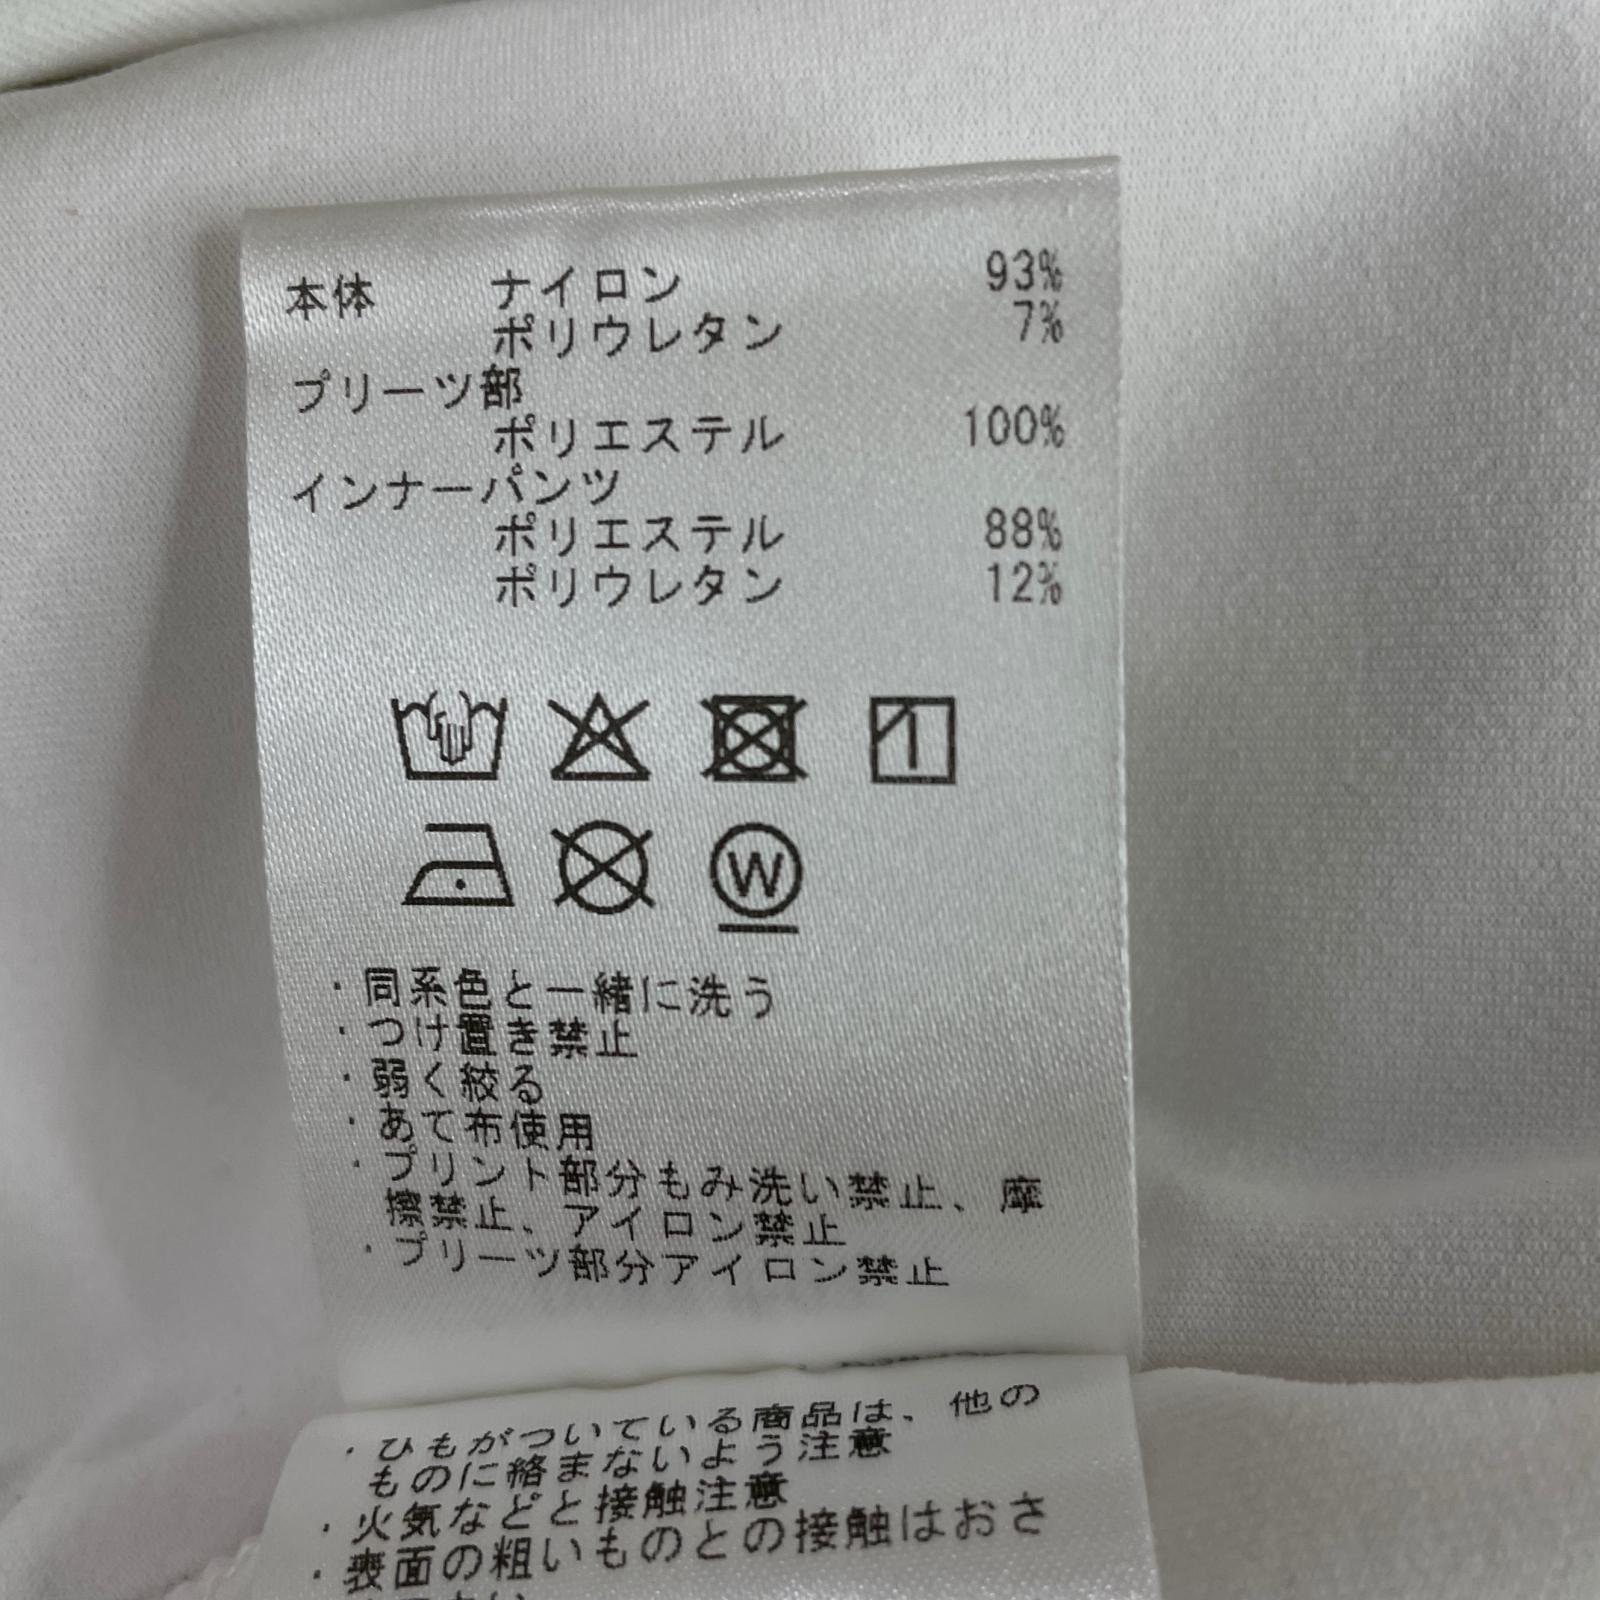 本体 ナイロン 93%
ポリウレタン 7%
プリーツ部
ポリエステル 100%
インナーパンツ
ポリエステル 88%
ポリウレタン 12%
W
・同系色と一緒に洗う
・つけ置き禁止
・弱く絞る
・あて布使用
・プリント部分もみ洗い禁止、摩
擦禁止、アイロン禁止
・プリーツ部分アイロン禁止
・ひもがついている商品は、他の
ものに絡まないよう注意
・火気などと接触注意
・表面の粗いものとの接触はおさ